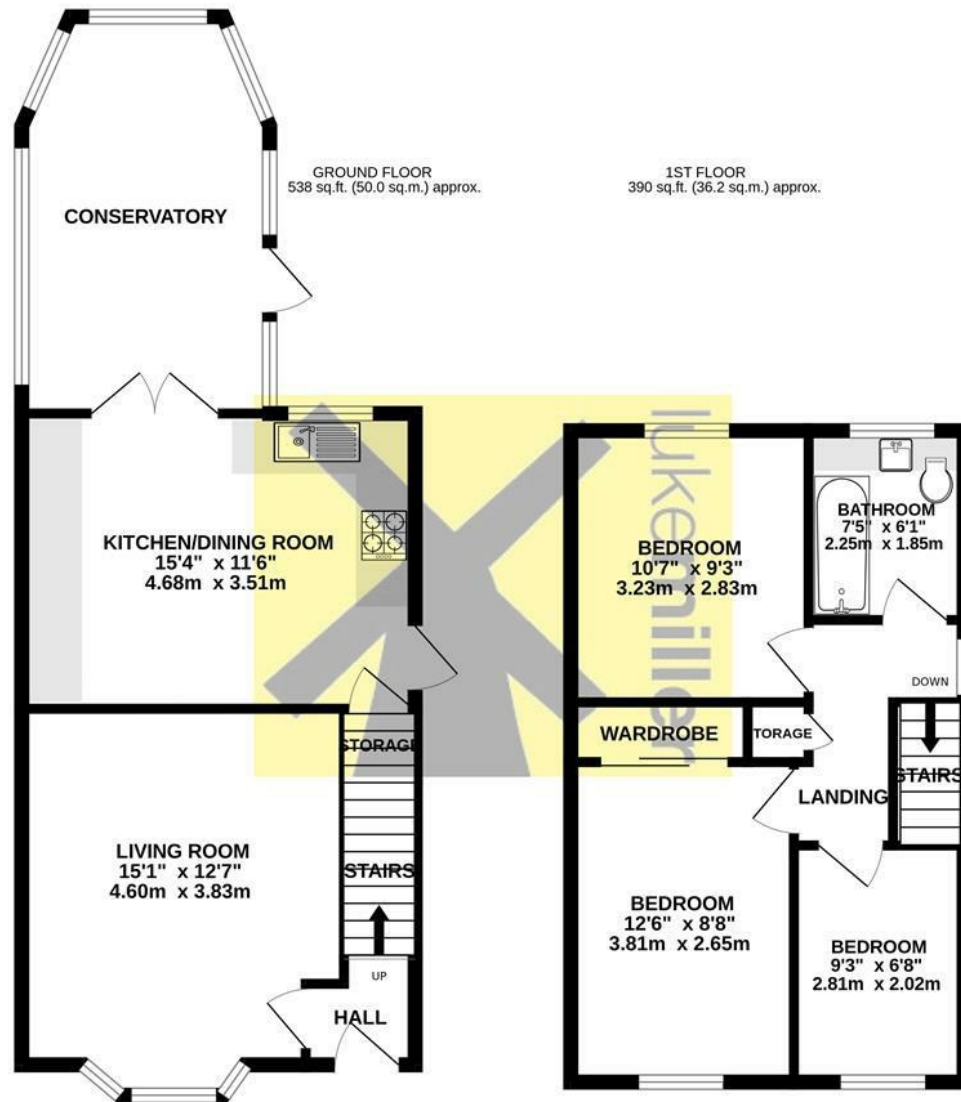 GROUND FLOOR
538 sq.ft. (50.0 sq.m.) approx.
1ST FLOOR
390 sq.ft. (36.2 sq.m.) approx.
CONSERVATORY
KITCHEN/DINING ROOM
15'4" x 11'6"
4.68m x 3.51m
STORAGE
LIVING ROOM
15'1" x 12'7"
4.60m x 3.83m
STAIRS
UP
HALL
lukemiller
BEDROOM
10'7" x 9'3"
3.23m x 2.83m
BATHROOM
7'5" x 6'1"
2.25m x 1.85m
DOWN
WARDROBE
TORAGE
STAIRS
LANDING
BEDROOM
12'6" x 8'8"
3.81m x 2.65m
BEDROOM
9'3" x 6'8"
2.81m x 2.02m